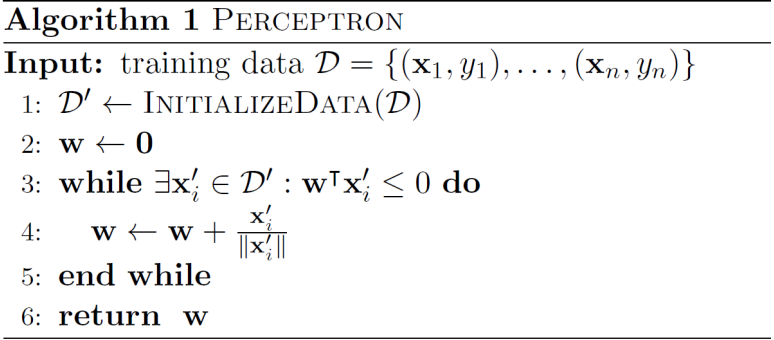 Algorithm 1 PERCEPTRON
Input: training data 𝒟 = {(x₁, y₁), . . . , (xₙ, yₙ)}
1: 𝒟′ ← INITIALIZEDATA(𝒟)
2: w ← 0
3: while ∃x′ᵢ ∈ 𝒟′ : wᵀx′ᵢ ≤ 0 do
4: w ← w + x′ᵢ / ‖x′ᵢ‖
5: end while
6: return w